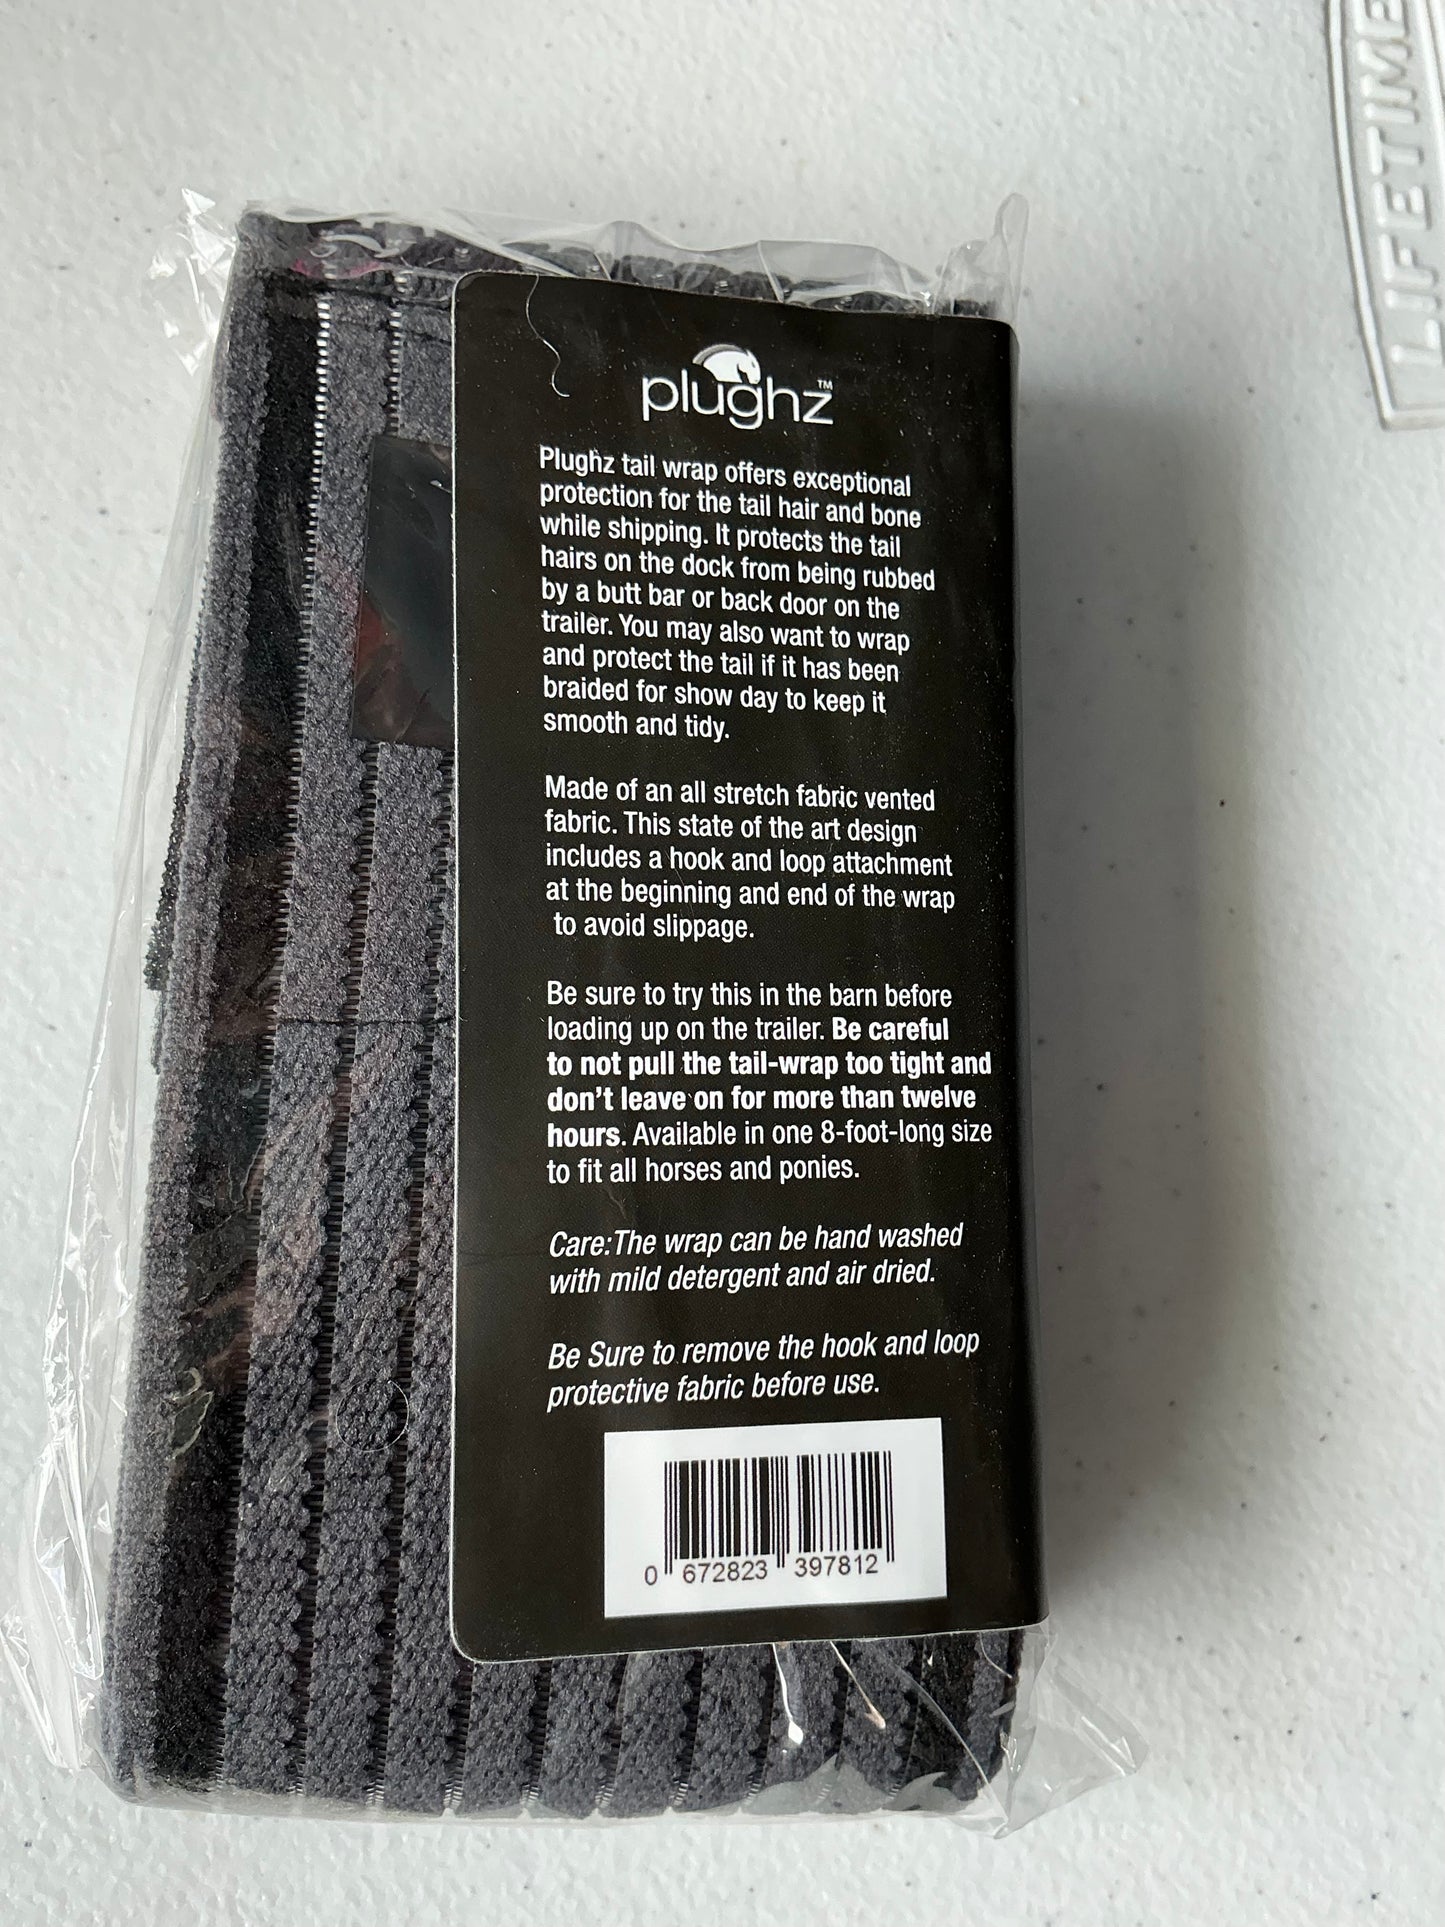 LIFETIME
plughz™
Plughz tail wrap offers exceptional
protection for the tail hair and bone
while shipping. It protects the tail
hairs on the dock from being rubbed
by a butt bar or back door on the
trailer. You may also want to wrap
and protect the tail if it has been
braided for show day to keep it
smooth and tidy.
Made of an all stretch fabric vented
fabric. This state of the art design
includes a hook and loop attachment
at the beginning and end of the wrap
to avoid slippage.
Be sure to try this in the barn before
loading up on the trailer. Be careful
to not pull the tail-wrap too tight and
don't leave on for more than twelve
hours. Available in one 8-foot-long size
to fit all horses and ponies.
Care:The wrap can be hand washed
with mild detergent and air dried.
Be Sure to remove the hook and loop
protective fabric before use.
0 672823 397812